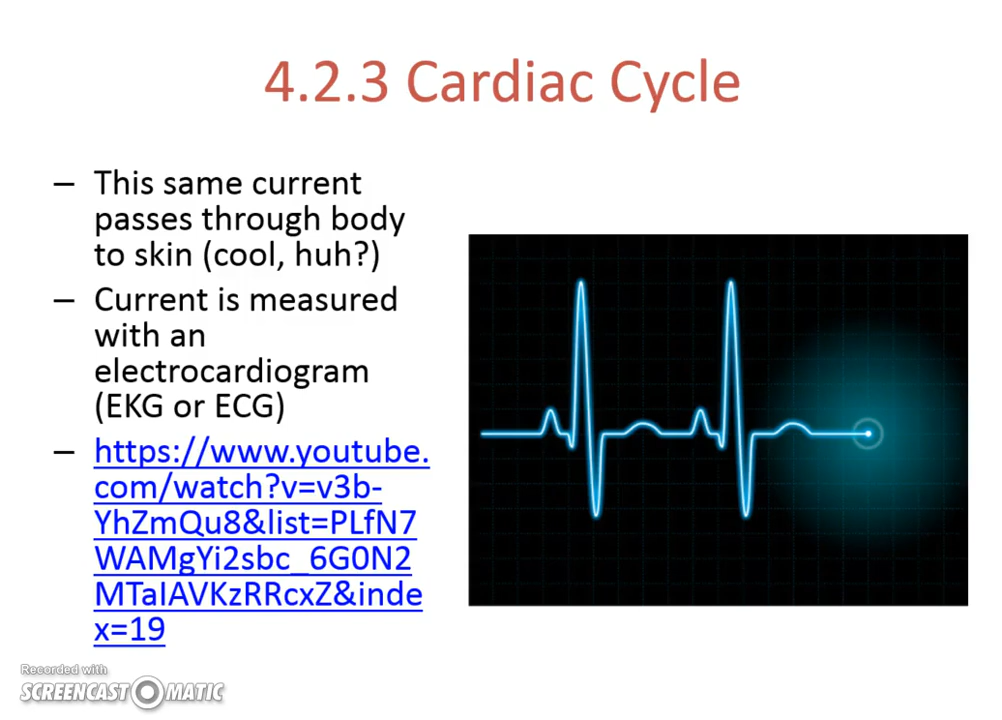 4.2.3 Cardiac Cycle
– This same current
passes through body
to skin (cool, huh?)
– Current is measured
with an
electrocardiogram
(EKG or ECG)
– https://www.youtube.
com/watch?v=v3b-
YhZmQu8&list=PLfN7
WAMgYi2sbc_6G0N2
MTaIAVKzRRcxZ&inde
x=19
Recorded with
SCREENCAST-O-MATIC